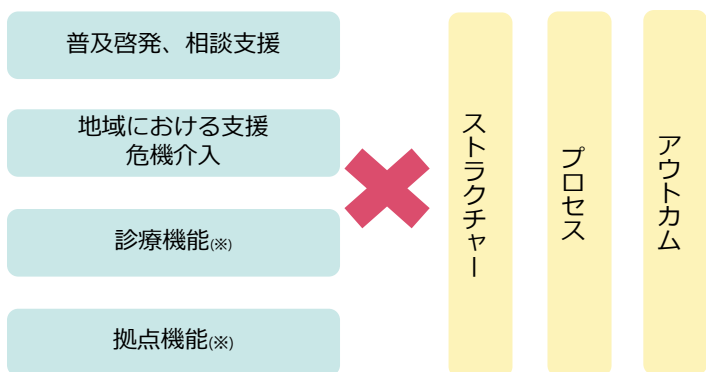 普及啓発、相談支援
地域における支援
危機介入
診療機能(※)
拠点機能(※)
ストラクチャー
プロセス
アウトカム